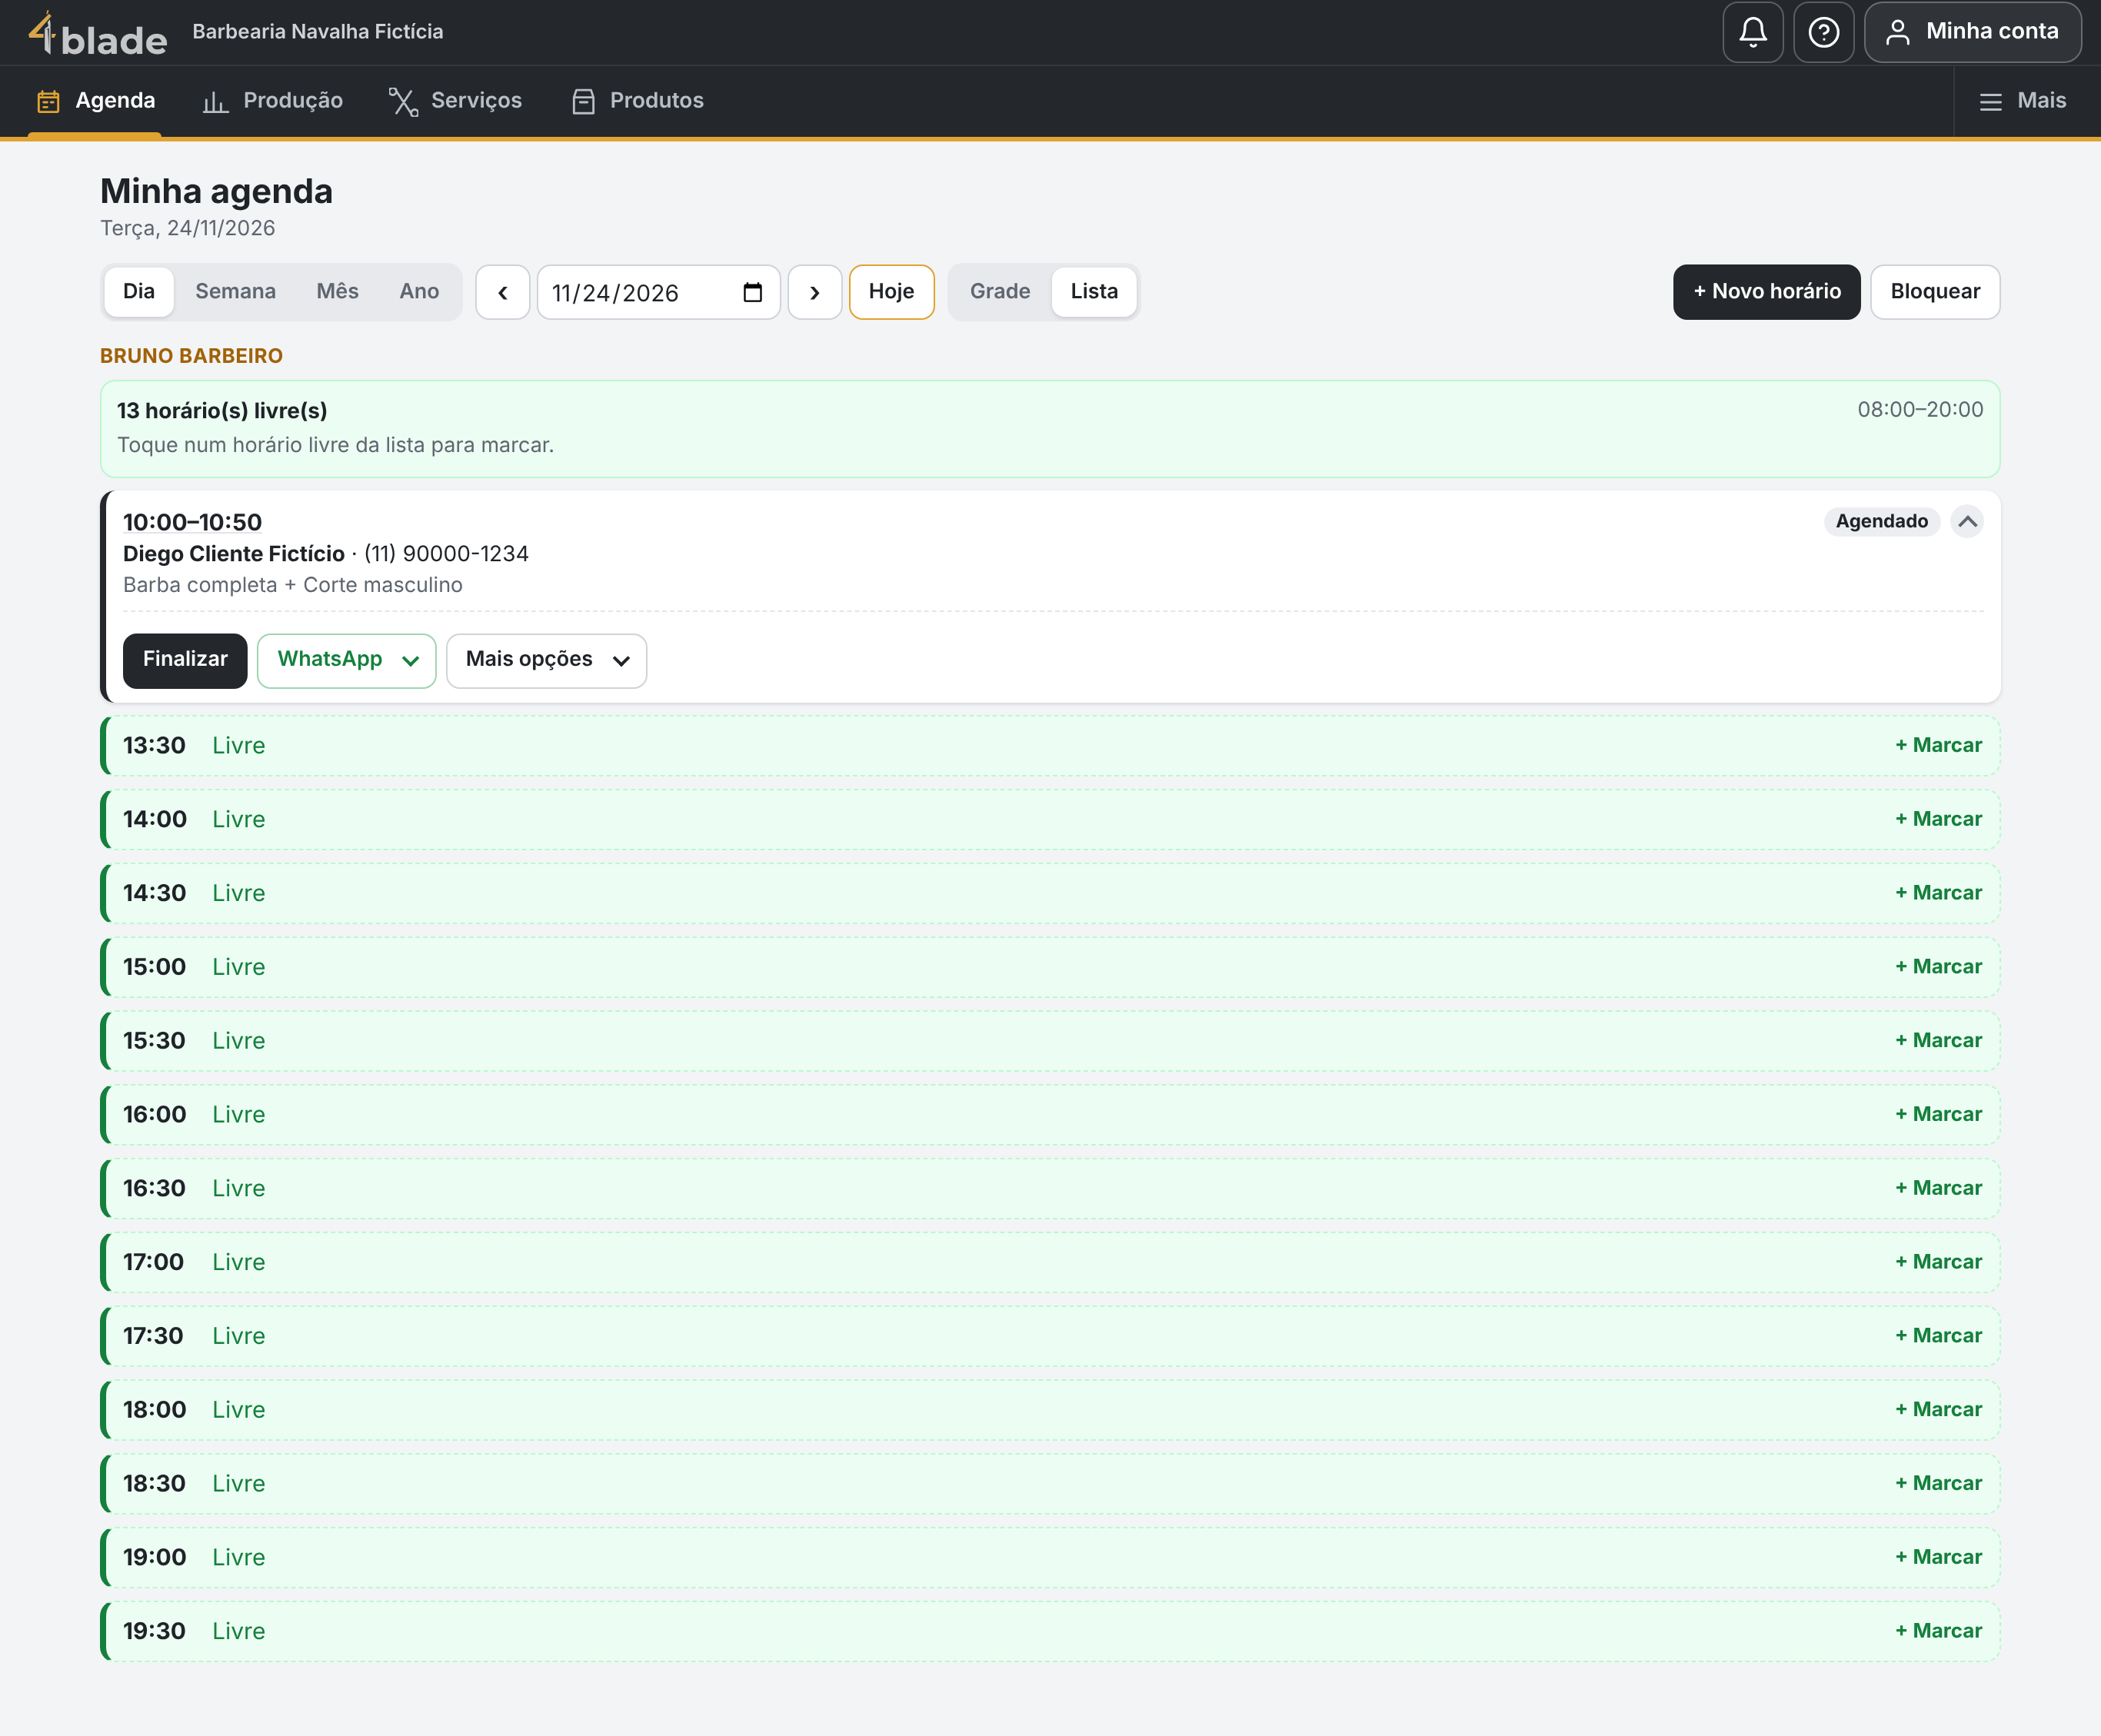 4blade
Barbearia Navalha Fictícia
Minha conta
Agenda
Produção
Serviços
Produtos
Mais
Minha agenda
Terça, 24/11/2026
Dia
Semana
Mês
Ano
‹
11/24/2026
›
Hoje
Grade
Lista
+ Novo horário
Bloquear
BRUNO BARBEIRO
13 horário(s) livre(s)
08:00–20:00
Toque num horário livre da lista para marcar.
10:00–10:50
Agendado
Diego Cliente Fictício · (11) 90000-1234
Barba completa + Corte masculino
Finalizar
WhatsApp
Mais opções
13:30 Livre + Marcar
14:00 Livre + Marcar
14:30 Livre + Marcar
15:00 Livre + Marcar
15:30 Livre + Marcar
16:00 Livre + Marcar
16:30 Livre + Marcar
17:00 Livre + Marcar
17:30 Livre + Marcar
18:00 Livre + Marcar
18:30 Livre + Marcar
19:00 Livre + Marcar
19:30 Livre + Marcar